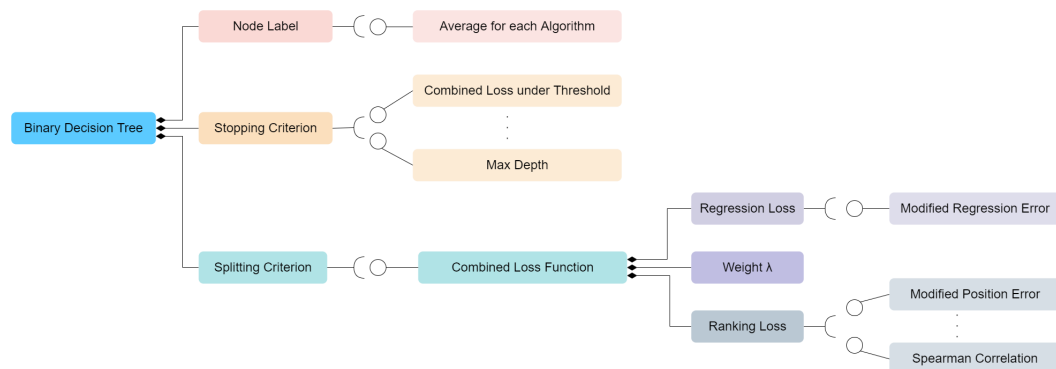 Node Label
Average for each Algorithm
Combined Loss under Threshold
Binary Decision Tree
Stopping Criterion
Max Depth
Regression Loss
Modified Regression Error
Splitting Criterion
Combined Loss Function
Weight λ
Modified Position Error
Ranking Loss
Spearman Correlation